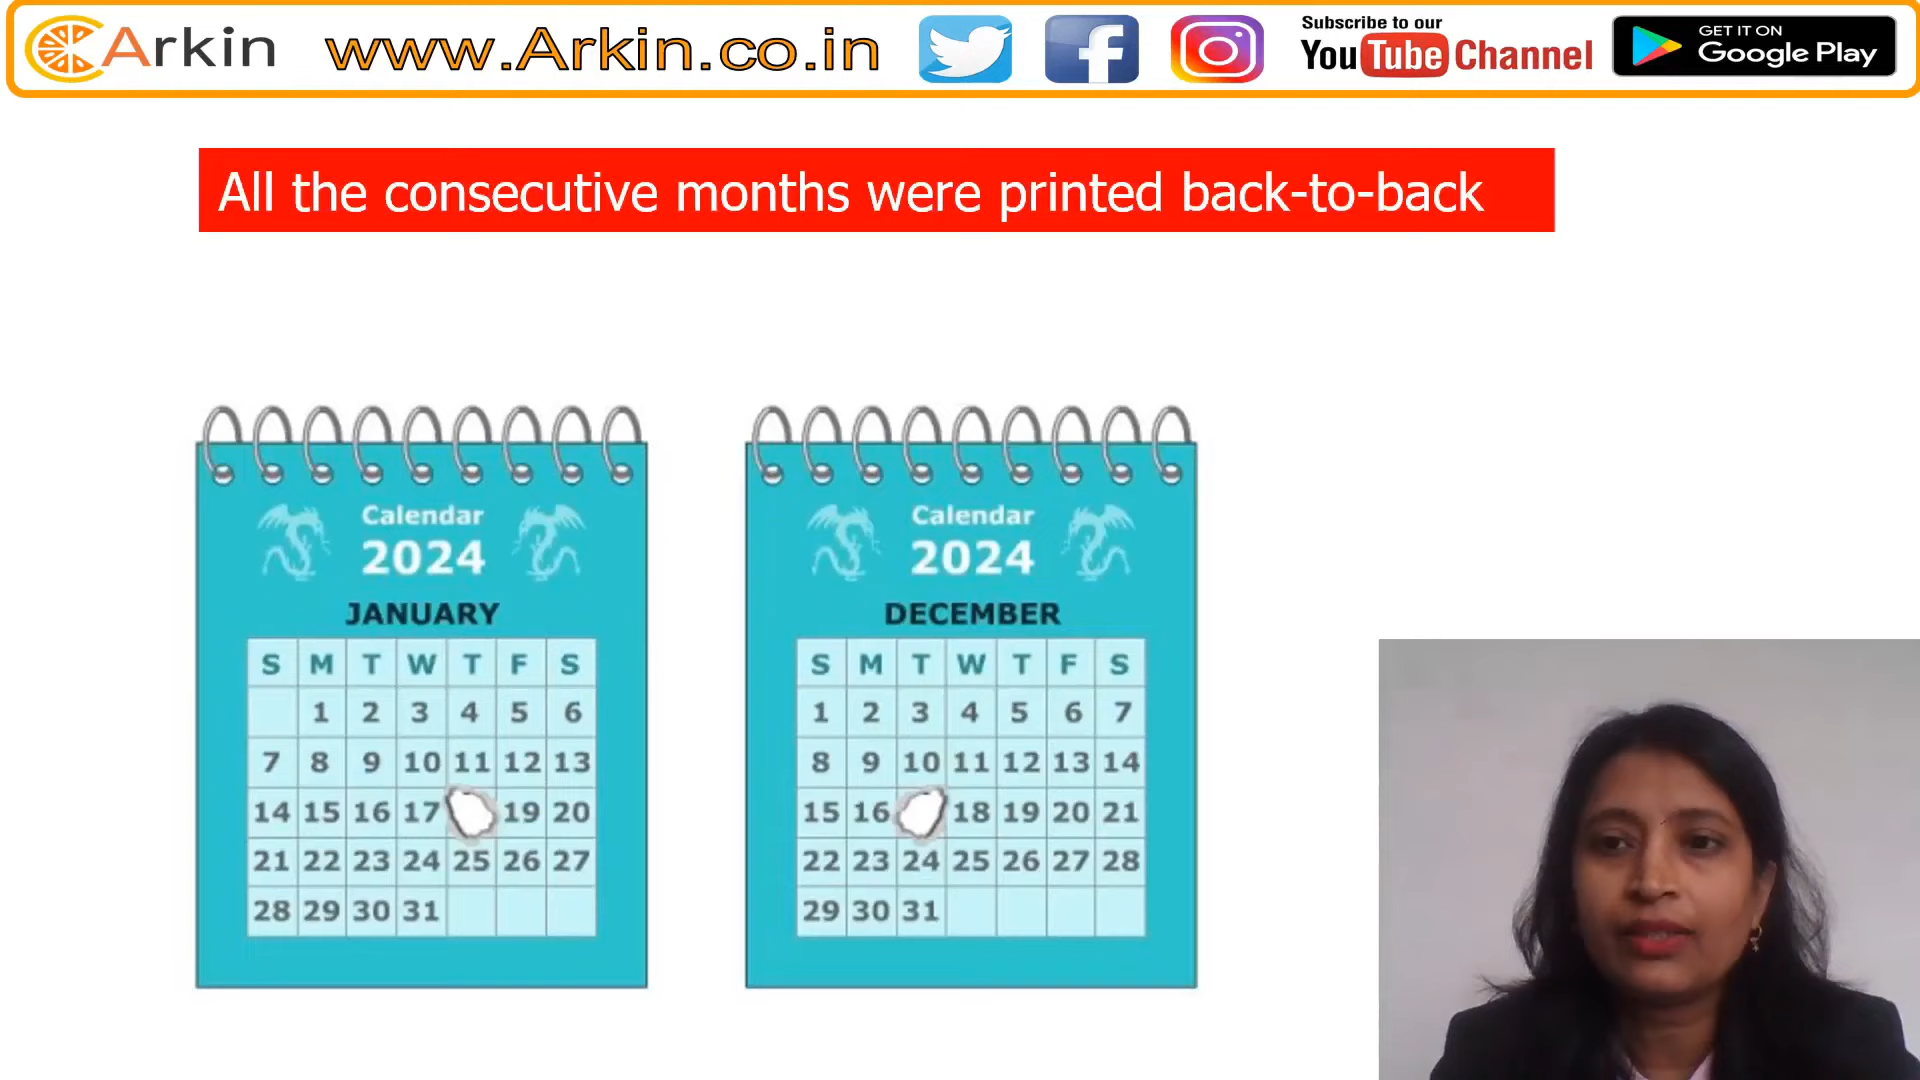 Arkin www.Arkin.co.in Subscribe to our YouTube Channel GET IT ON Google Play
All the consecutive months were printed back-to-back
Calendar
2024
JANUARY
S M T W T F S
1 2 3 4 5 6
7 8 9 10 11 12 13
14 15 16 17 19 20
21 22 23 24 25 26 27
28 29 30 31
Calendar
2024
DECEMBER
S M T W T F S
1 2 3 4 5 6 7
8 9 10 11 12 13 14
15 16 18 19 20 21
22 23 24 25 26 27 28
29 30 31